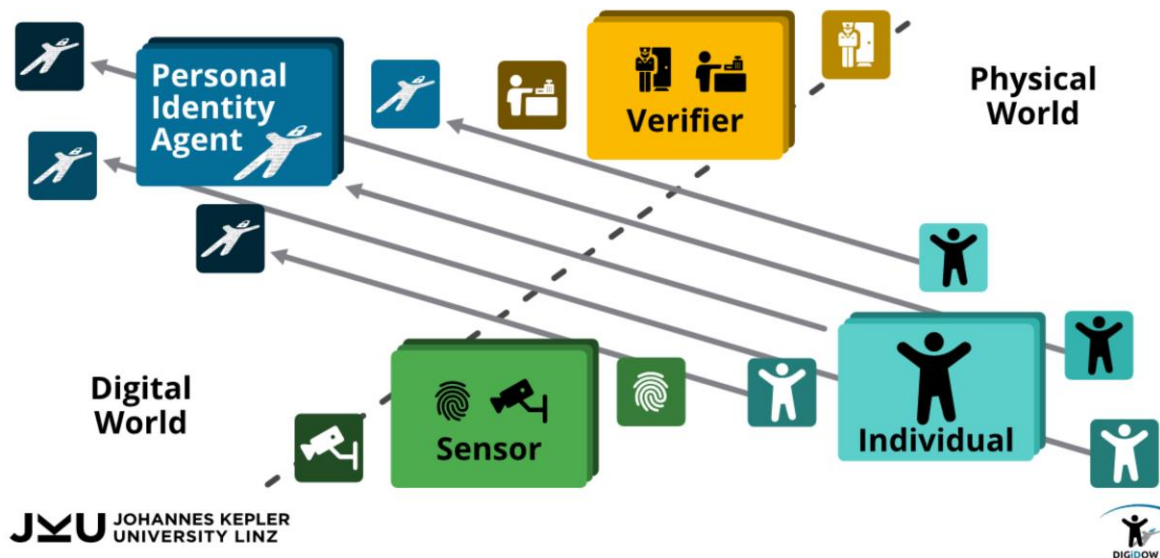 Personal
Identity
Agent
Verifier
Physical
World
Digital
World
Sensor
Individual
JKU JOHANNES KEPLER
UNIVERSITY LINZ
DIGIDOW